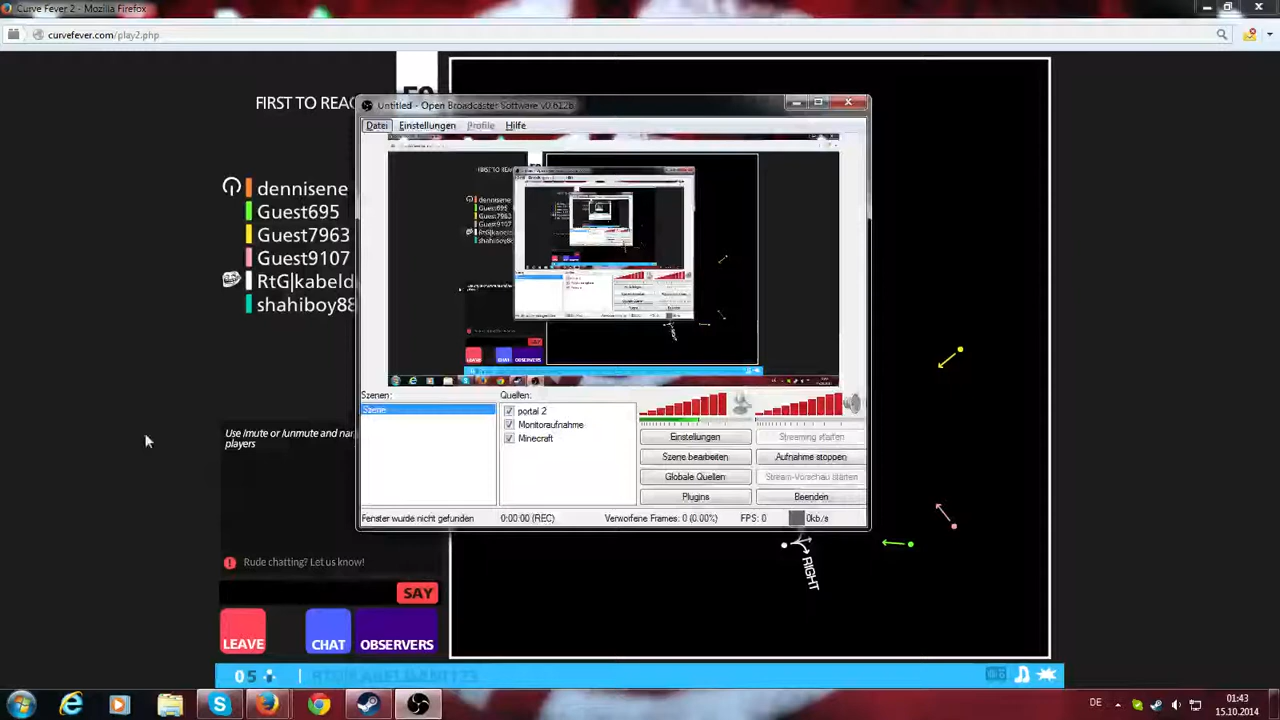 Curve Fever 2 - Mozilla Firefox
curvefever.com/play2.php
FIRST TO REA
dennisene
Guest695
Guest7963
Guest9107
RtG|kabeld
shahiboy88
Use /mute or /unmute and nam
players
Rude chatting? Let us know!
SAY
LEAVE
CHAT
OBSERVERS
05
Untitled - Open Broadcaster Software v0.612b
Datei
Einstellungen
Profile
Hilfe
Szenen:
Szene
Quellen:
portal 2
Monitoraufnahme
Minecraft
Einstellungen
Streaming starten
Szene bearbeiten
Aufnahme stoppen
Globale Quellen
Stream-Vorschau starten
Plugins
Beenden
Fenster wurde nicht gefunden
0:00:00 (REC)
Verworfene Frames: 0 (0.00%)
FPS: 0
0kb/s
RIGHT
DE
01:43
15.10.2014